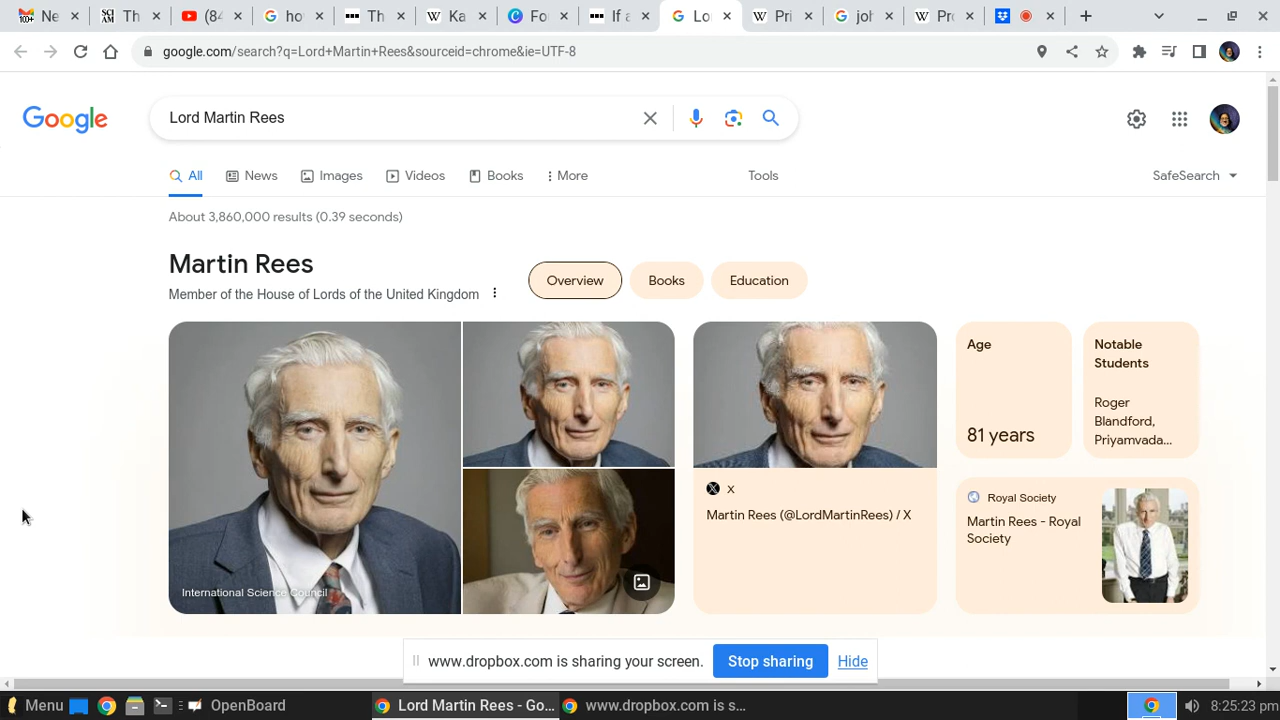 Ne
Th
(84
ho
Th
Ka
Fo
If a
Lo
Pri
joh
Pro
100+
google.com/search?q=Lord+Martin+Rees&sourceid=chrome&ie=UTF-8
Google
Lord Martin Rees
All
News
Images
Videos
Books
More
Tools
SafeSearch
About 3,860,000 results (0.39 seconds)
Martin Rees
Member of the House of Lords of the United Kingdom
Overview
Books
Education
International Science Council
X
Martin Rees (@LordMartinRees) / X
Age
81 years
Notable
Students
Roger
Blandford,
Priyamvada...
Royal Society
Martin Rees - Royal
Society
www.dropbox.com is sharing your screen.
Stop sharing
Hide
Menu
OpenBoard
Lord Martin Rees - Go...
www.dropbox.com is s...
8:25:23 pm